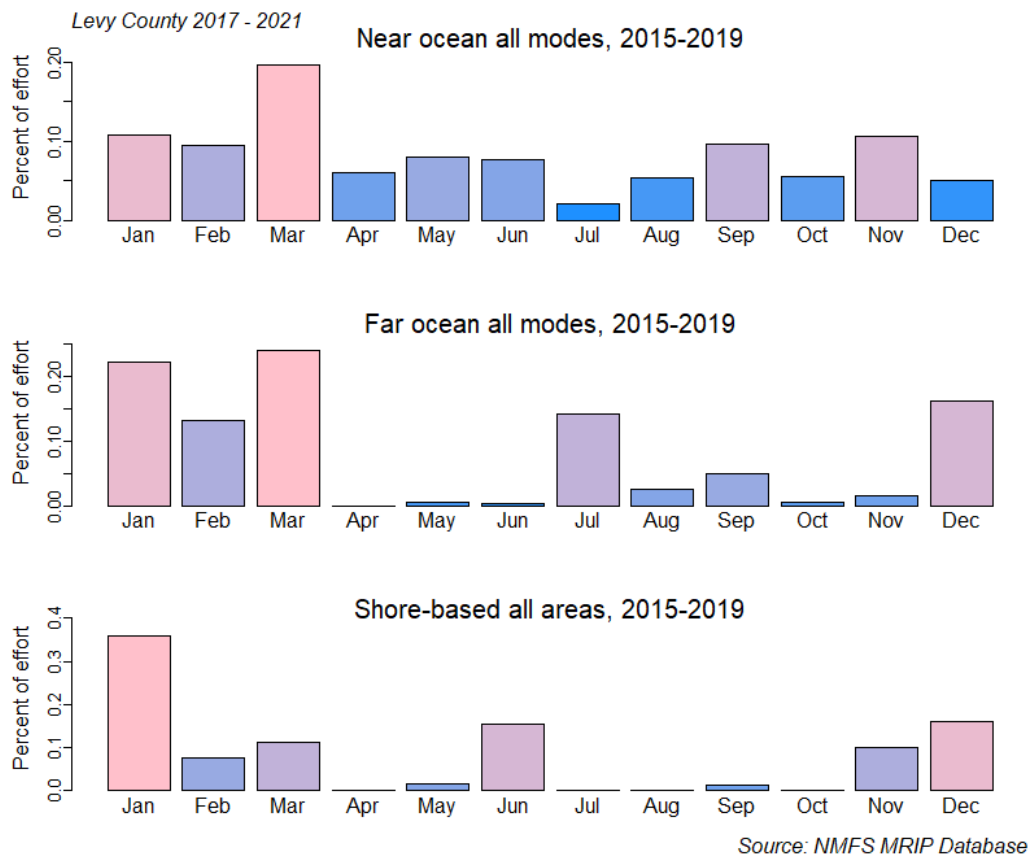 Levy County 2017 - 2021
Near ocean all modes, 2015-2019
Percent of effort
0.20
0.10
0.00
Jan Feb Mar Apr May Jun Jul Aug Sep Oct Nov Dec
Far ocean all modes, 2015-2019
Percent of effort
0.20
0.10
0.00
Jan Feb Mar Apr May Jun Jul Aug Sep Oct Nov Dec
Shore-based all areas, 2015-2019
Percent of effort
0.4
0.3
0.2
0.1
0.0
Jan Feb Mar Apr May Jun Jul Aug Sep Oct Nov Dec
Source: NMFS MRIP Database